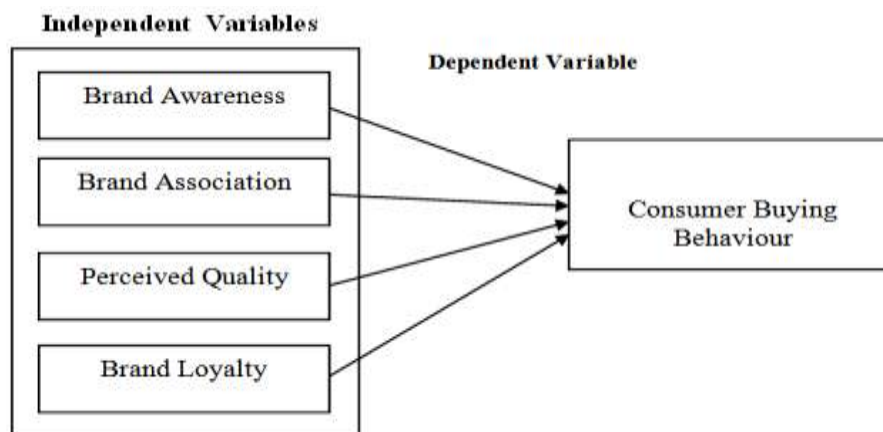 Independent Variables
Dependent Variable
Brand Awareness
Brand Association
Consumer Buying
Behaviour
Perceived Quality
Brand Loyalty